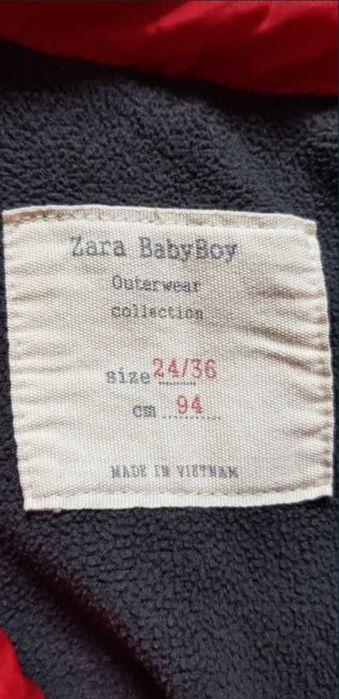 Zara BabyBoy
Outerwear
collection
size 24/36
cm 94
MADE IN VIETNAM